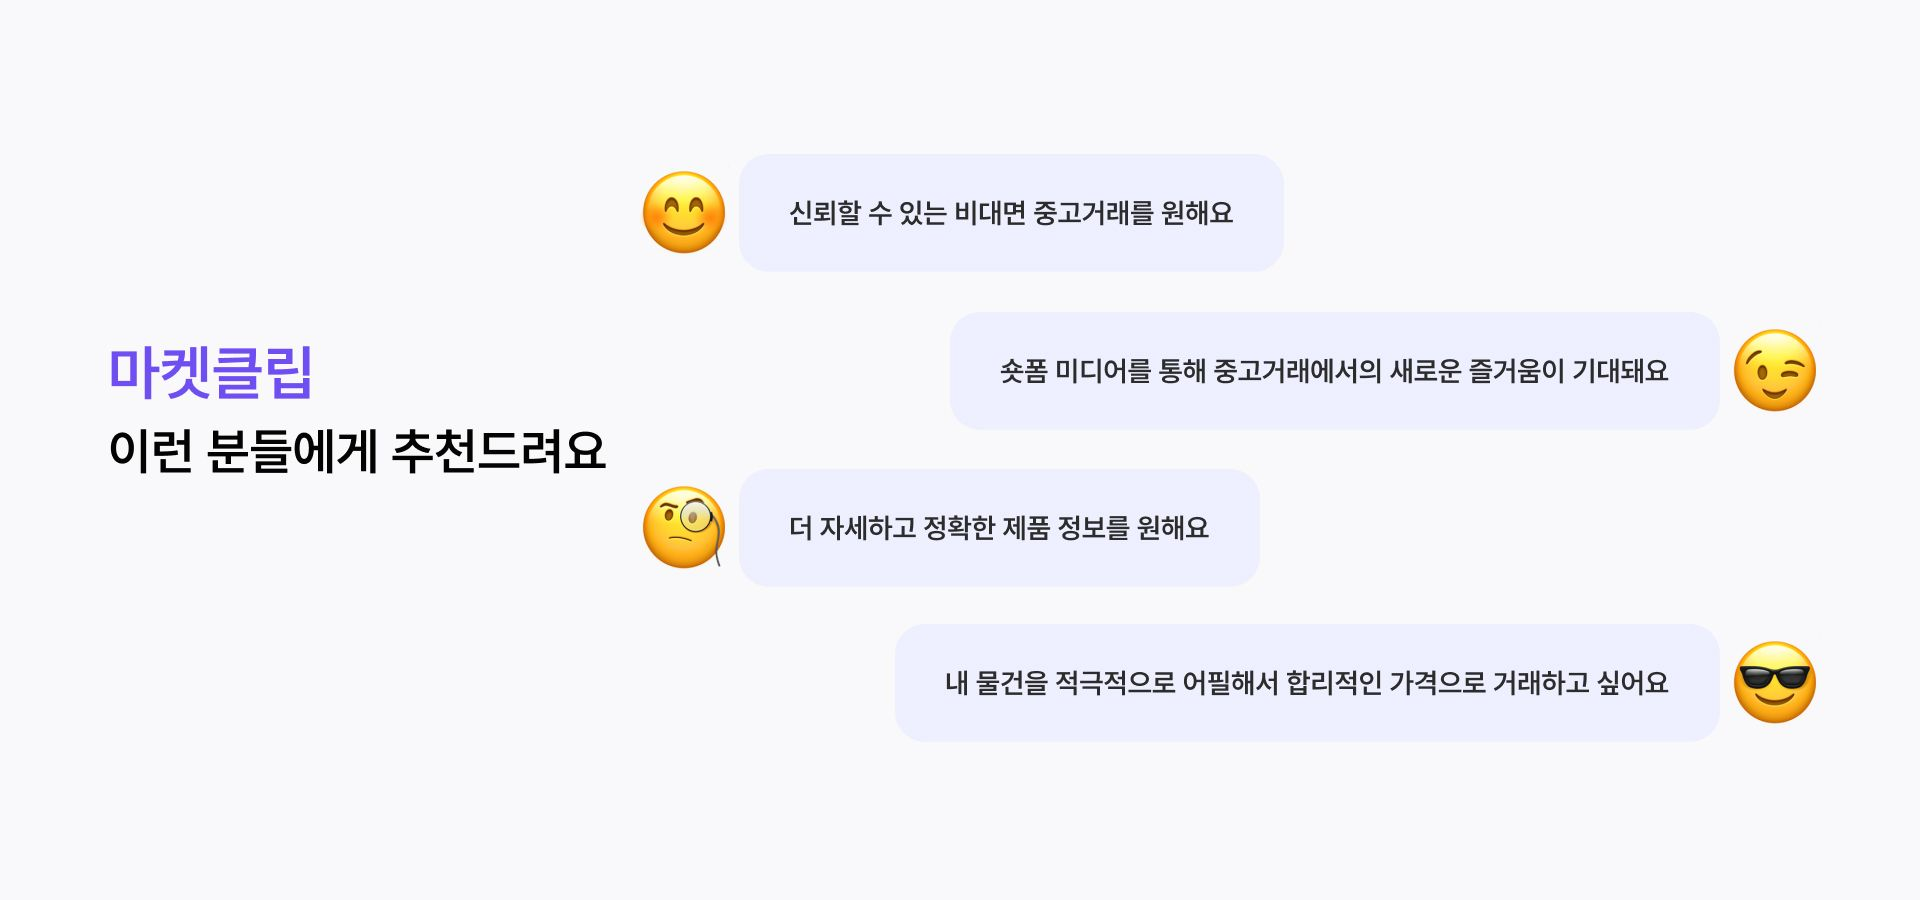 마켓클립
이런 분들에게 추천드려요
신뢰할 수 있는 비대면 중고거래를 원해요
숏폼 미디어를 통해 중고거래에서의 새로운 즐거움이 기대돼요
더 자세하고 정확한 제품 정보를 원해요
내 물건을 적극적으로 어필해서 합리적인 가격으로 거래하고 싶어요